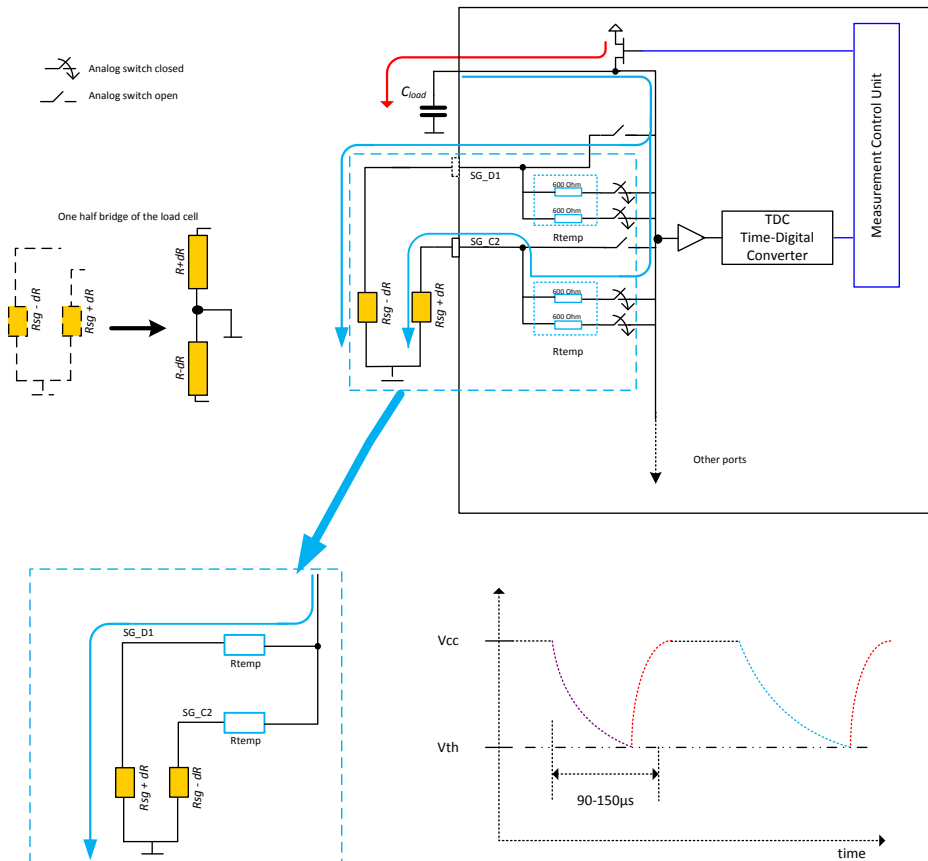 Analog switch closed
Analog switch open
C load
Measurement Control Unit
SG_D1
600 Ohm
600 Ohm
Rtemp
SG_C2
600 Ohm
600 Ohm
Rtemp
TDC
Time-Digital
Converter
One half bridge of the load cell
Rsg - dR
Rsg + dR
R+dR
R-dR
Rsg - dR
Rsg + dR
Other ports
SG_D1
Rtemp
SG_C2
Rtemp
Rsg + dR
Rsg - dR
Vcc
Vth
90-150µs
time